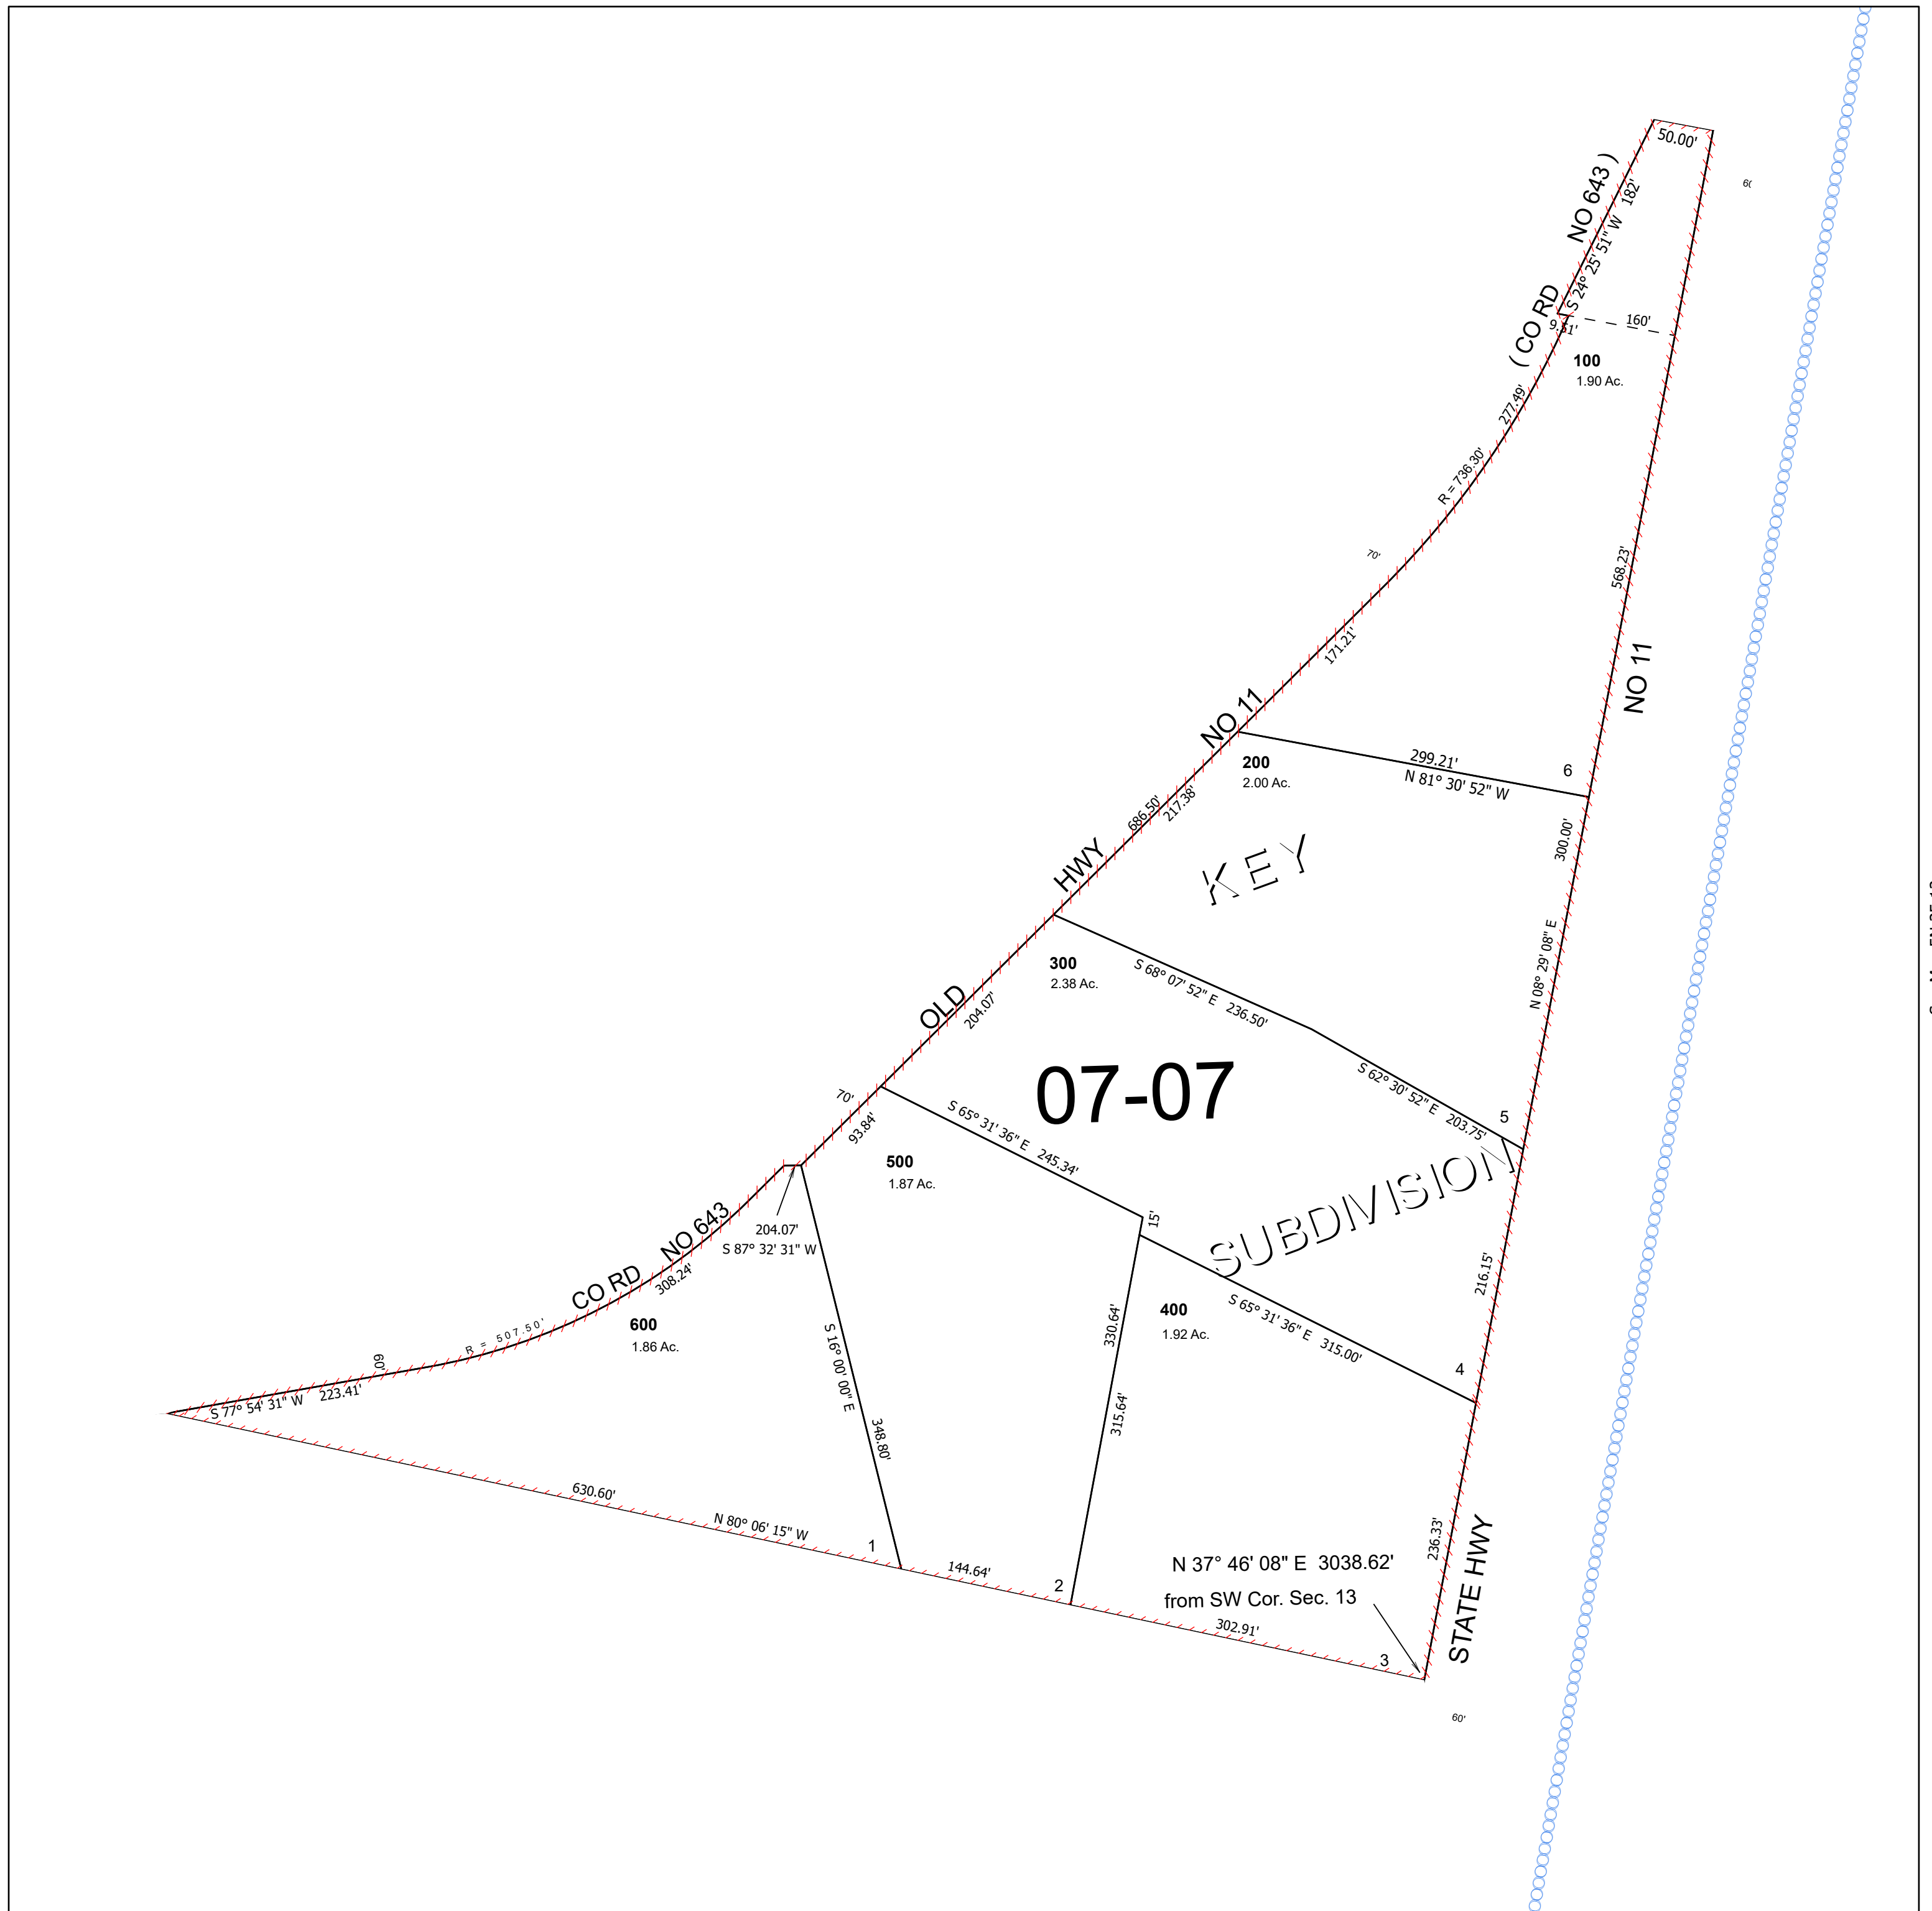 50.00'
60
( CO RD NO 643 )
S 24° 25' 51" W 182'
160'
100
1.90 Ac.
277.49'
R = 736.30'
70'
568.23'
171.21'
NO 11
OLD HWY NO 11
299.21'
N 81° 30' 52" W
6
200
2.00 Ac.
686.50'
217.38'
300.00'
KEY
N 08° 29' 08" E
300
2.38 Ac.
S 68° 07' 52" E 236.50'
204.07'
S 62° 30' 52" E 203.75'
07-07
5
70'
93.84'
S 65° 31' 36" E 245.34'
SUBDIVISION
500
1.87 Ac.
15'
204.07'
S 87° 32' 31" W
CO RD NO 643
308.24'
216.15'
400
1.92 Ac.
S 65° 31' 36" E 315.00'
330.64'
315.64'
4
600
1.86 Ac.
R = 507.50'
60'
S 77° 54' 31" W 223.41'
S 16° 00' 00" E
348.80'
630.60'
N 80° 06' 15" W
1
144.64'
2
302.91'
N 37° 46' 08" E 3038.62'
from SW Cor. Sec. 13
3
236.33'
STATE HWY
60'